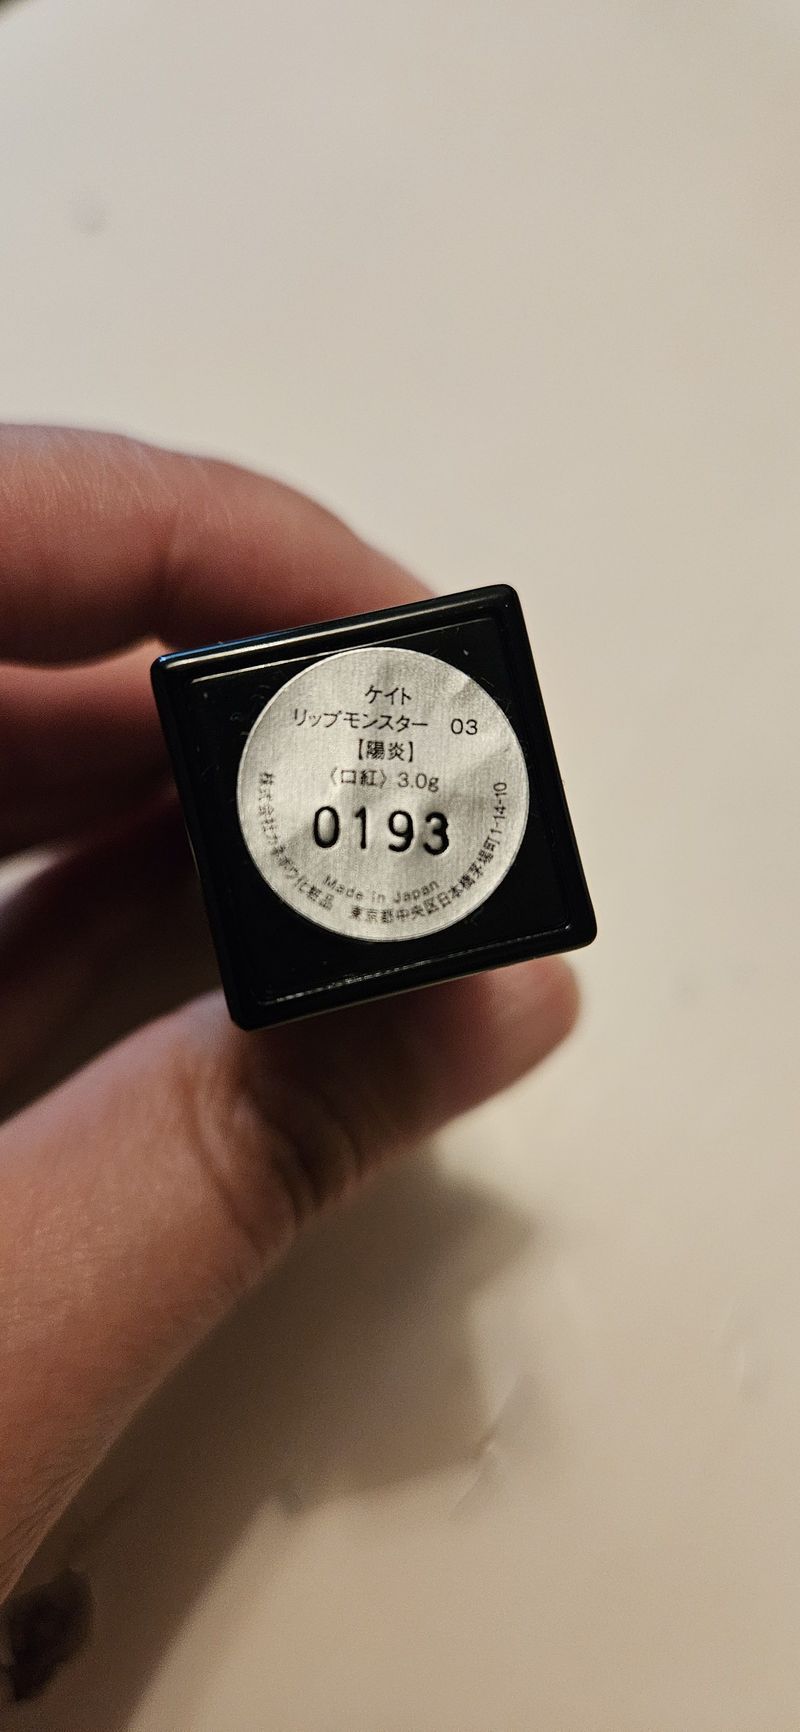 ケイト
リップモンスター 03
【陽炎】
〈口紅〉3.0g
0193
Made in Japan
株式会社カネボウ化粧品 東京都中央区日本橋茅場町1-14-10